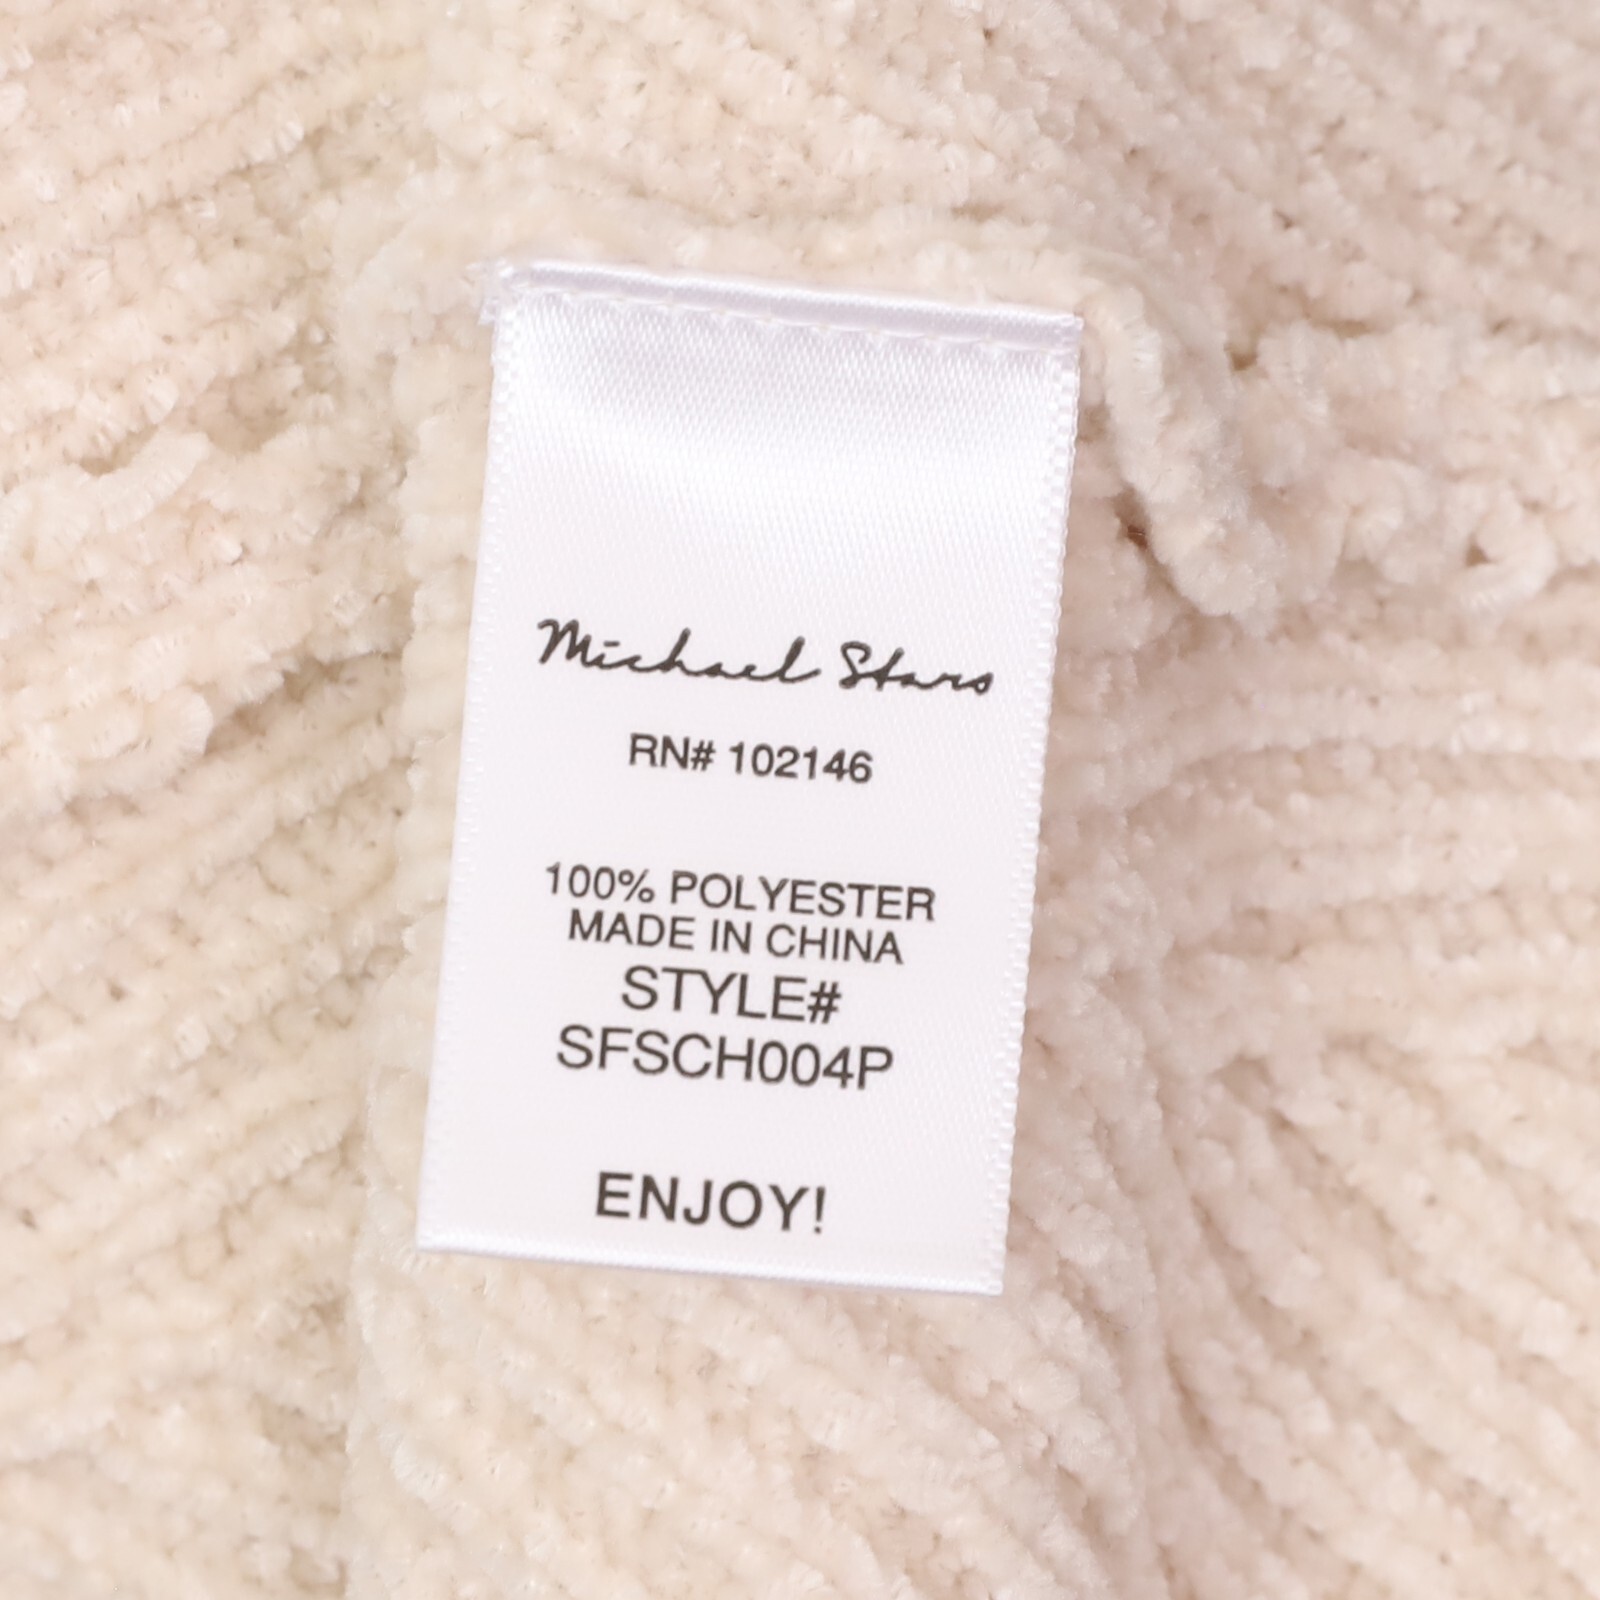 Michael Stars
RN# 102146
100% POLYESTER
MADE IN CHINA
STYLE#
SFSCH004P
ENJOY!